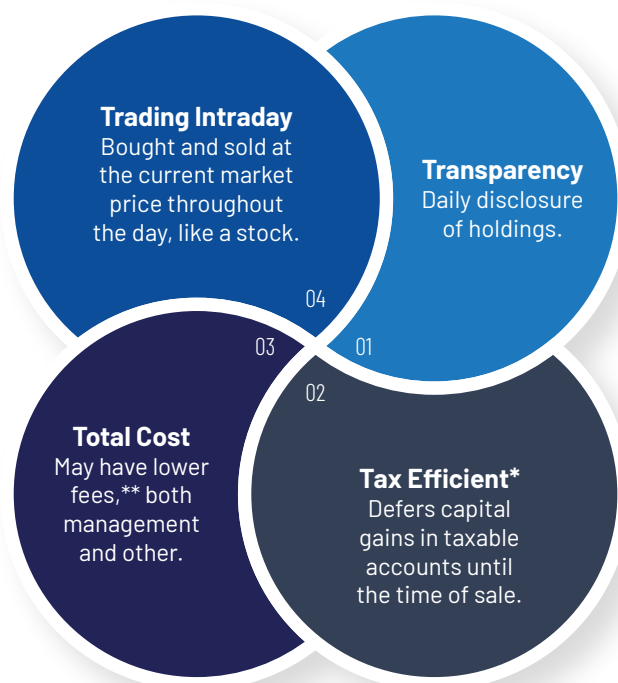 Trading Intraday
Bought and sold at
the current market
price throughout
the day, like a stock.
Transparency
Daily disclosure
of holdings.
04
03
01
02
Total Cost
May have lower
fees,** both
management
and other.
Tax Efficient*
Defers capital
gains in taxable
accounts until
the time of sale.